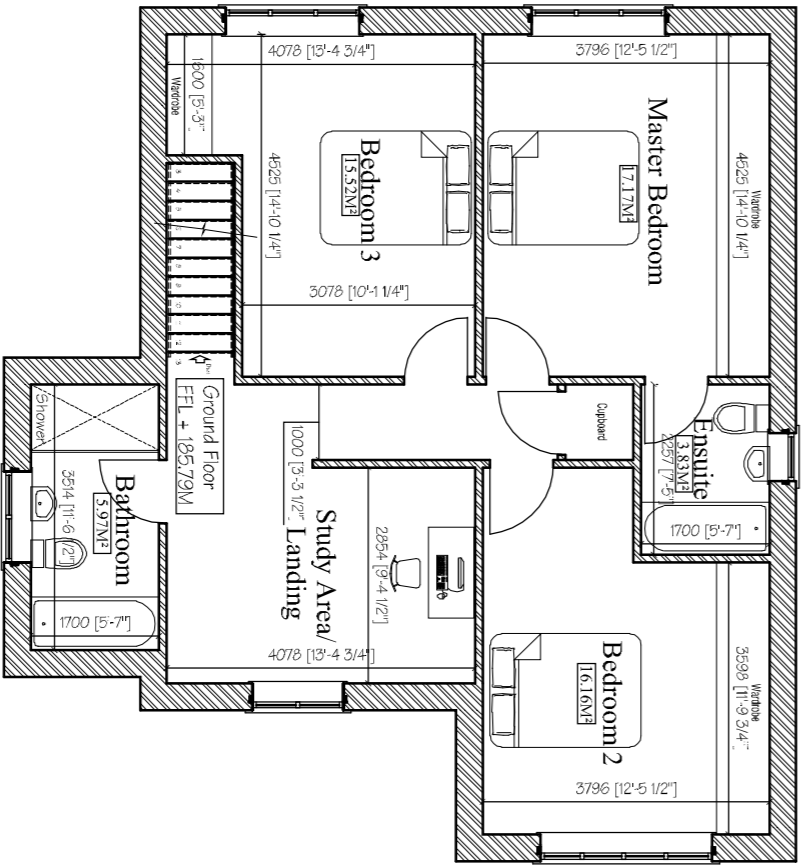 4078 [13'-4 3/4"]
3796 [12'-5 1/2"]
1600 [5'-3"
Wardrobe
4525 [14'-10 1/4"]
Bedroom 3
15.52M²
3078 [10'-1 1/4"]
Master Bedroom
17.17M²
4525 [14'-10 1/4"]
Wardrobe
Ground Floor
FFL + 185.79M
Cupboard
Ensuite
3.83M²
2257 [7'-5"
1700 [5'-7"]
Shower
3514 [11'-6 1/2"]
Bathroom
5.97M²
1700 [5'-7"]
1000 [3'-3 1/2"
Study Area/
Landing
2854 [9'-4 1/2"]
4078 [13'-4 3/4"]
Bedroom 2
16.16M²
3598 [11'-9 3/4"
Wardrobe
3796 [12'-5 1/2"]